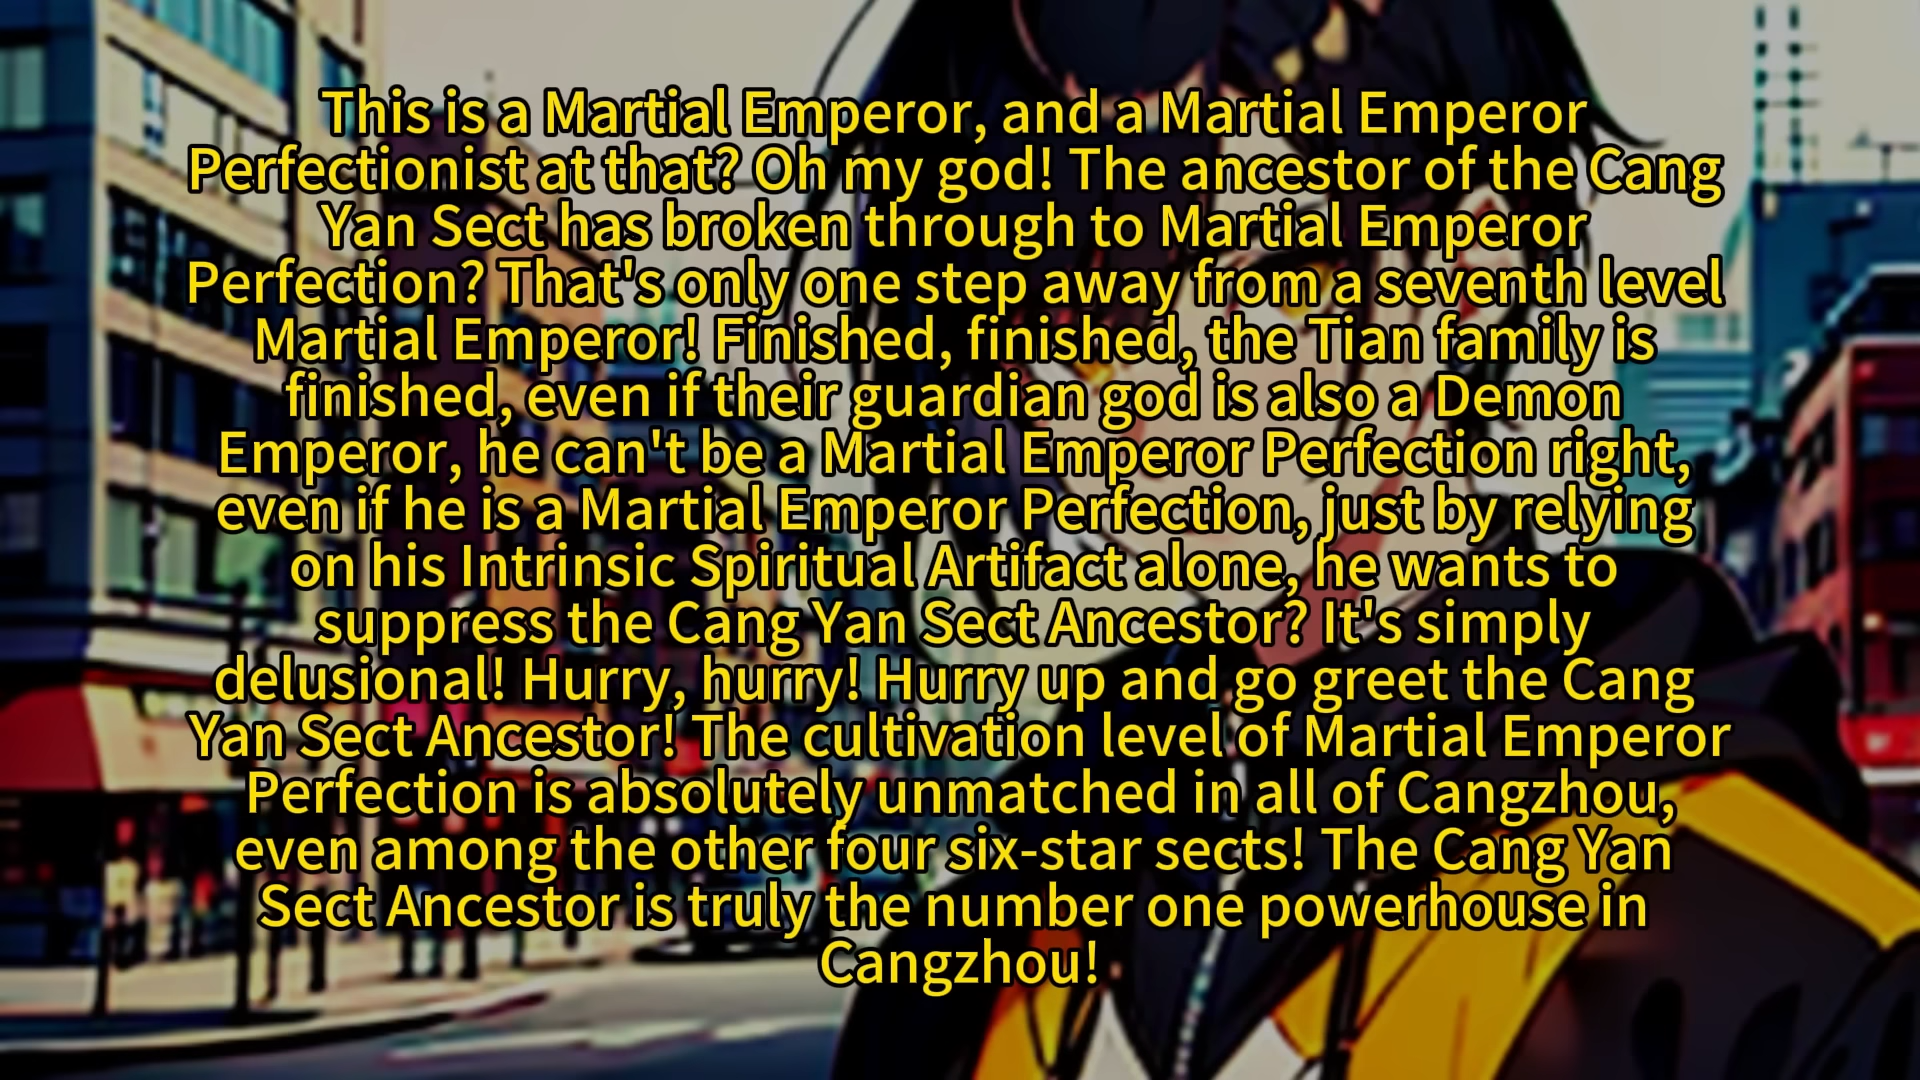 This is a Martial Emperor, and a Martial Emperor
Perfectionist at that? Oh my god! The ancestor of the Cang
Yan Sect has broken through to Martial Emperor
Perfection? That's only one step away from a seventh level
Martial Emperor! Finished, finished, the Tian family is
finished, even if their guardian god is also a Demon
Emperor, he can't be a Martial Emperor Perfection right,
even if he is a Martial Emperor Perfection, just by relying
on his Intrinsic Spiritual Artifact alone, he wants to
suppress the Cang Yan Sect Ancestor? It's simply
delusional! Hurry, hurry! Hurry up and go greet the Cang
Yan Sect Ancestor! The cultivation level of Martial Emperor
Perfection is absolutely unmatched in all of Cangzhou,
even among the other four six-star sects! The Cang Yan
Sect Ancestor is truly the number one powerhouse in
Cangzhou!